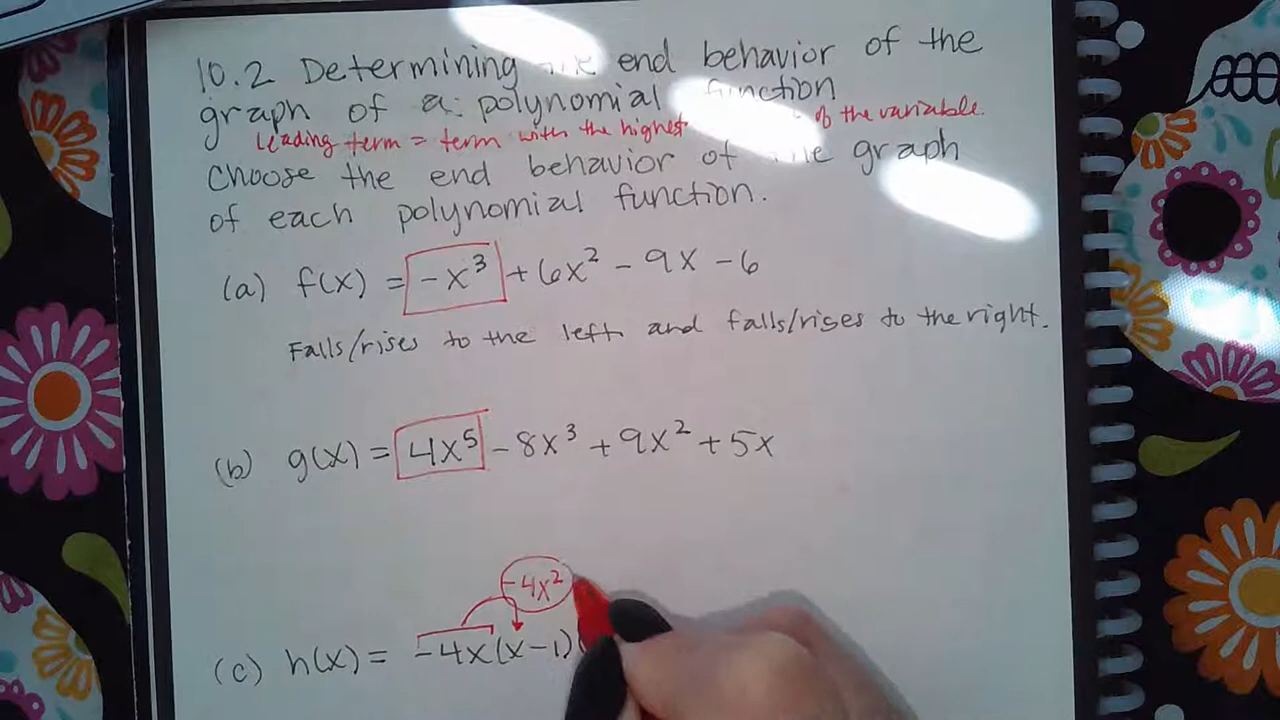 10.2 Determining end behavior of the
graph of a polynomial function
Leading term = term with the highest of the variable.
Choose the end behavior of graph
of each polynomial function.
(a) f(x) = -x³ + 6x² - 9x - 6
Falls/rises to the left and falls/rises to the right.
(b) g(x) = 4x⁵ - 8x³ + 9x² + 5x
-4x²
(c) h(x) = -4x(x-1)